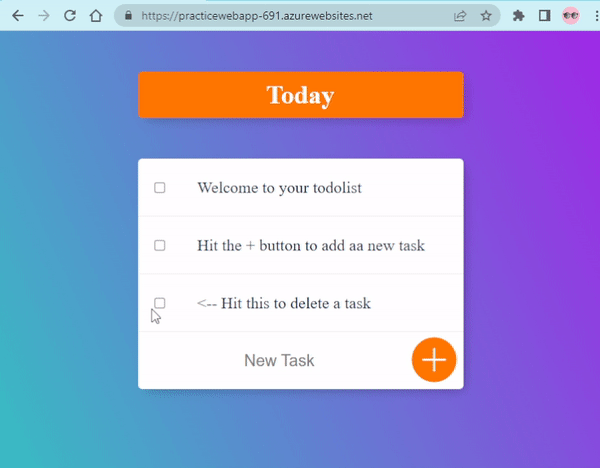 https://practicewebapp-691.azurewebsites.net
Today
Welcome to your todolist
Hit the + button to add aa new task
<-- Hit this to delete a task
New Task